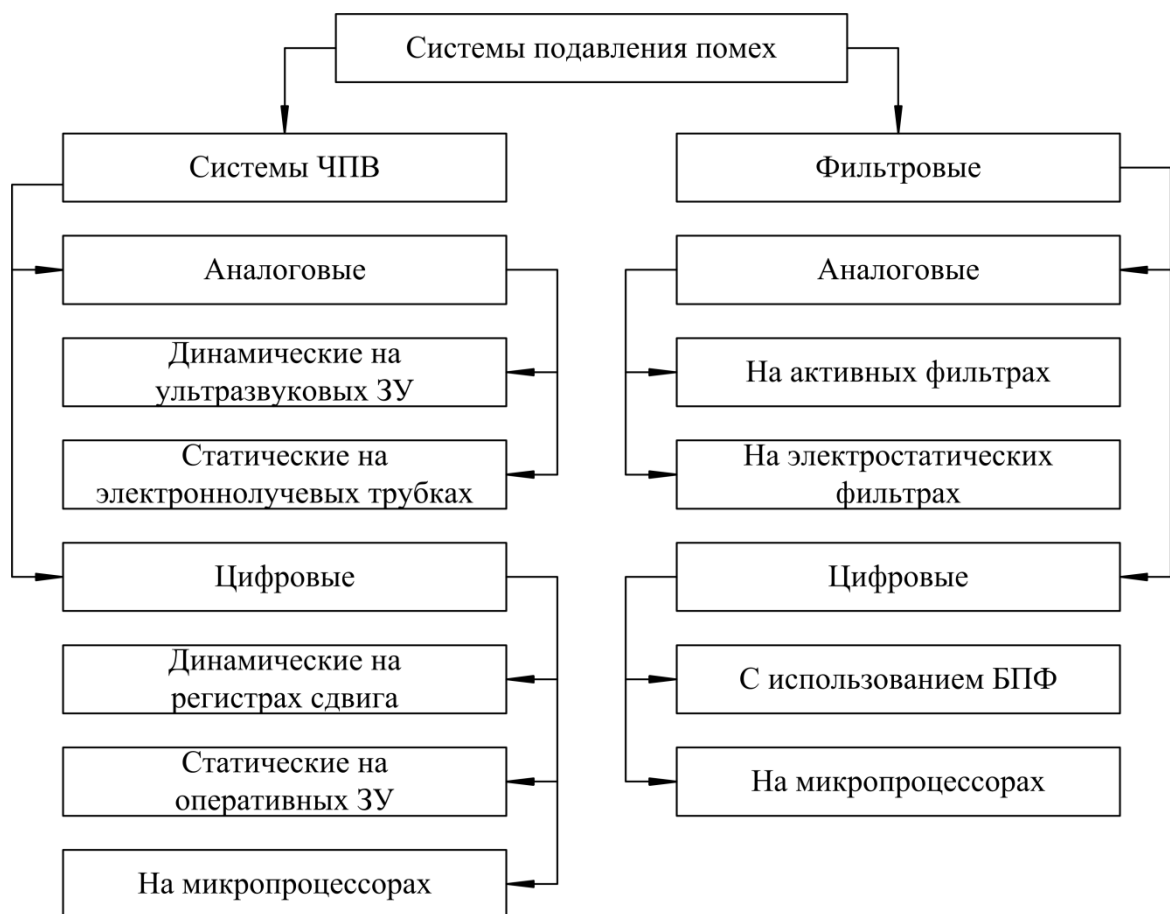 Системы подавления помех
Системы ЧПВ
Аналоговые
Динамические на
ультразвуковых ЗУ
Статические на
электроннолучевых трубках
Цифровые
Динамические на
регистрах сдвига
Статические на
оперативных ЗУ
На микропроцессорах
Фильтровые
Аналоговые
На активных фильтрах
На электростатических
фильтрах
Цифровые
С использованием БПФ
На микропроцессорах